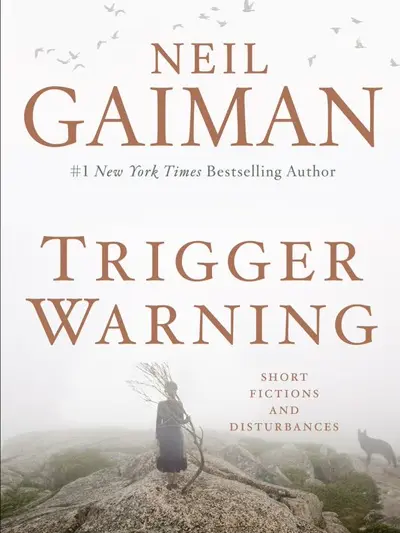 NEIL
GAIMAN
#1 New York Times Bestselling Author
TRIGGER
WARNING
SHORT
FICTIONS
AND
DISTURBANCES